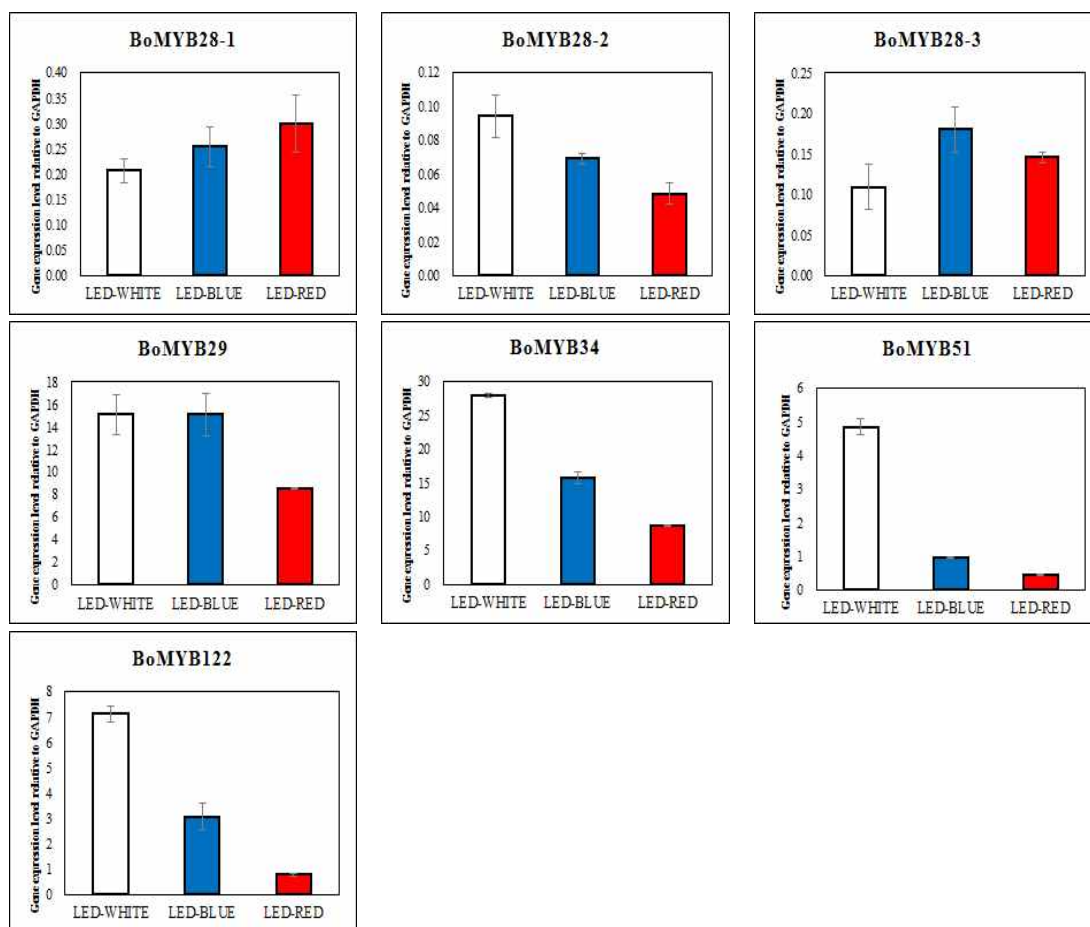 BoMYB28-1
Gene expression level relative to GAPDH
0.40
0.35
0.30
0.25
0.20
0.15
0.10
0.05
0.00
LED-WHITE LED-BLUE LED-RED
BoMYB28-2
Gene expression level relative to GAPDH
0.12
0.10
0.08
0.06
0.04
0.02
0.00
LED-WHITE LED-BLUE LED-RED
BoMYB28-3
Gene expression level relative to GAPDH
0.25
0.20
0.15
0.10
0.05
0.00
LED-WHITE LED-BLUE LED-RED
BoMYB29
Gene expression level relative to GAPDH
18
16
14
12
10
8
6
4
2
0
LED-WHITE LED-BLUE LED-RED
BoMYB34
Gene expression level relative to GAPDH
30
25
20
15
10
5
0
LED-WHITE LED-BLUE LED-RED
BoMYB51
Gene expression level relative to GAPDH
6
5
4
3
2
1
0
LED-WHITE LED-BLUE LED-RED
BoMYB122
Gene expression level relative to GAPDH
8
7
6
5
4
3
2
1
0
LED-WHITE LED-BLUE LED-RED